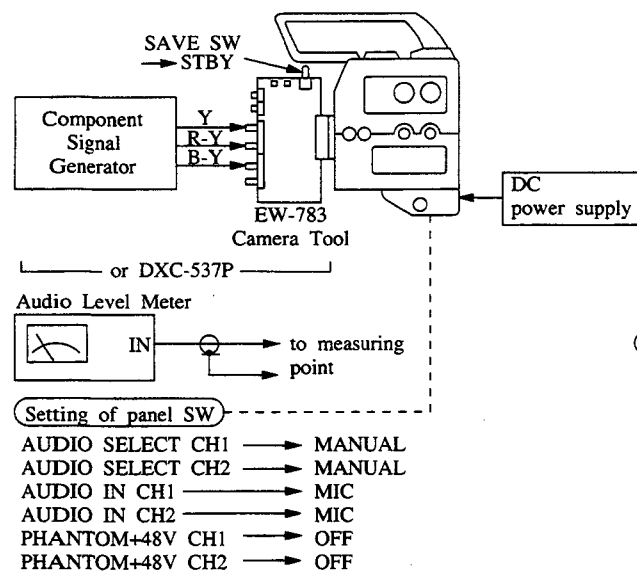 SAVE SW
→ STBY
Component
Signal
Generator
Y
R-Y
B-Y
EW-783
Camera Tool
DC
power supply
or DXC-537P
Audio Level Meter
IN
to measuring
point
Setting of panel SW
AUDIO SELECT CH1 → MANUAL
AUDIO SELECT CH2 → MANUAL
AUDIO IN CH1 → MIC
AUDIO IN CH2 → MIC
PHANTOM+48V CH1 → OFF
PHANTOM+48V CH2 → OFF